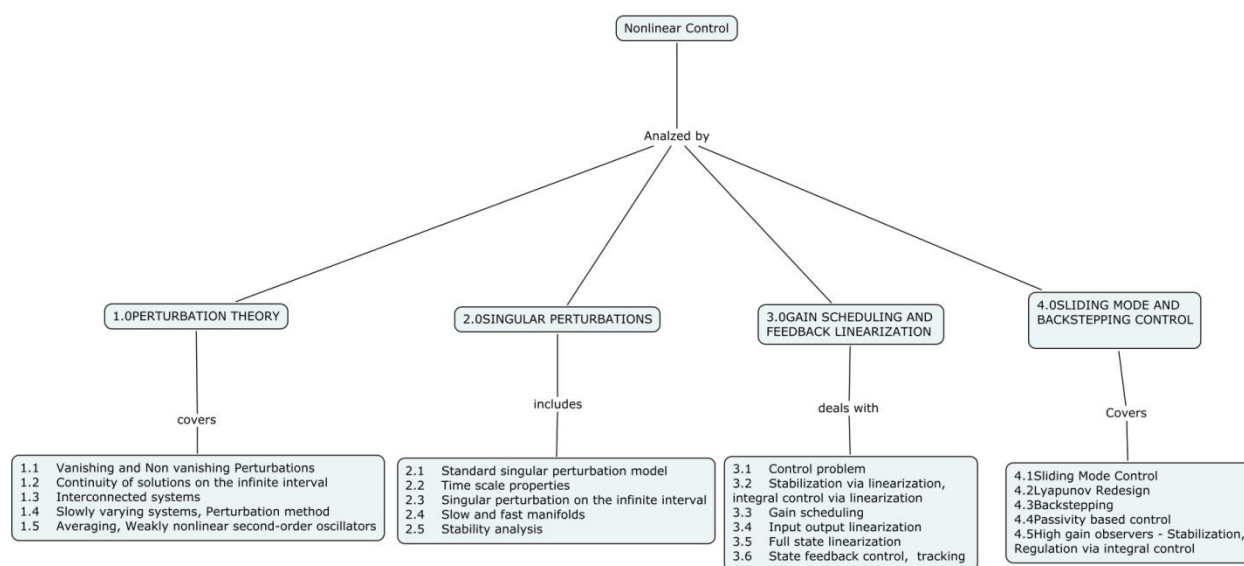 Nonlinear Control
Analzed by
1.0PERTURBATION THEORY
2.0SINGULAR PERTURBATIONS
3.0GAIN SCHEDULING AND
FEEDBACK LINEARIZATION
4.0SLIDING MODE AND
BACKSTEPPING CONTROL
covers
includes
deals with
Covers
1.1 Vanishing and Non vanishing Perturbations
1.2 Continuity of solutions on the infinite interval
1.3 Interconnected systems
1.4 Slowly varying systems, Perturbation method
1.5 Averaging, Weakly nonlinear second-order oscillators
2.1 Standard singular perturbation model
2.2 Time scale properties
2.3 Singular perturbation on the infinite interval
2.4 Slow and fast manifolds
2.5 Stability analysis
3.1 Control problem
3.2 Stabilization via linearization,
integral control via linearization
3.3 Gain scheduling
3.4 Input output linearization
3.5 Full state linearization
3.6 State feedback control, tracking
4.1Sliding Mode Control
4.2Lyapunov Redesign
4.3Backstepping
4.4Passivity based control
4.5High gain observers - Stabilization,
Regulation via integral control